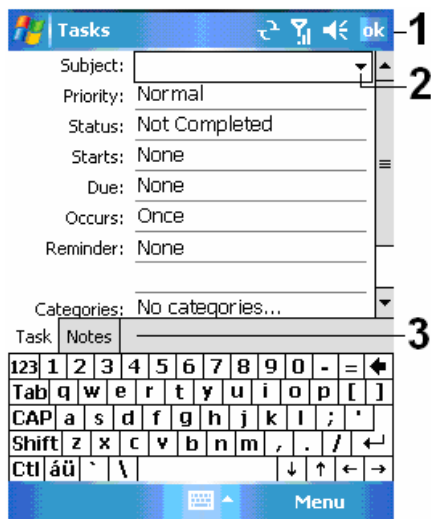 Tasks ok 1
Subject: 2
Priority: Normal
Status: Not Completed
Starts: None
Due: None
Occurs: Once
Reminder: None
Categories: No categories...
Task Notes 3
123 1 2 3 4 5 6 7 8 9 0 - =
Tab q w e r t y u i o p [ ]
CAP a s d f g h j k l ; '
Shift z x c v b n m , . /
Ctl áü ` \
Menu